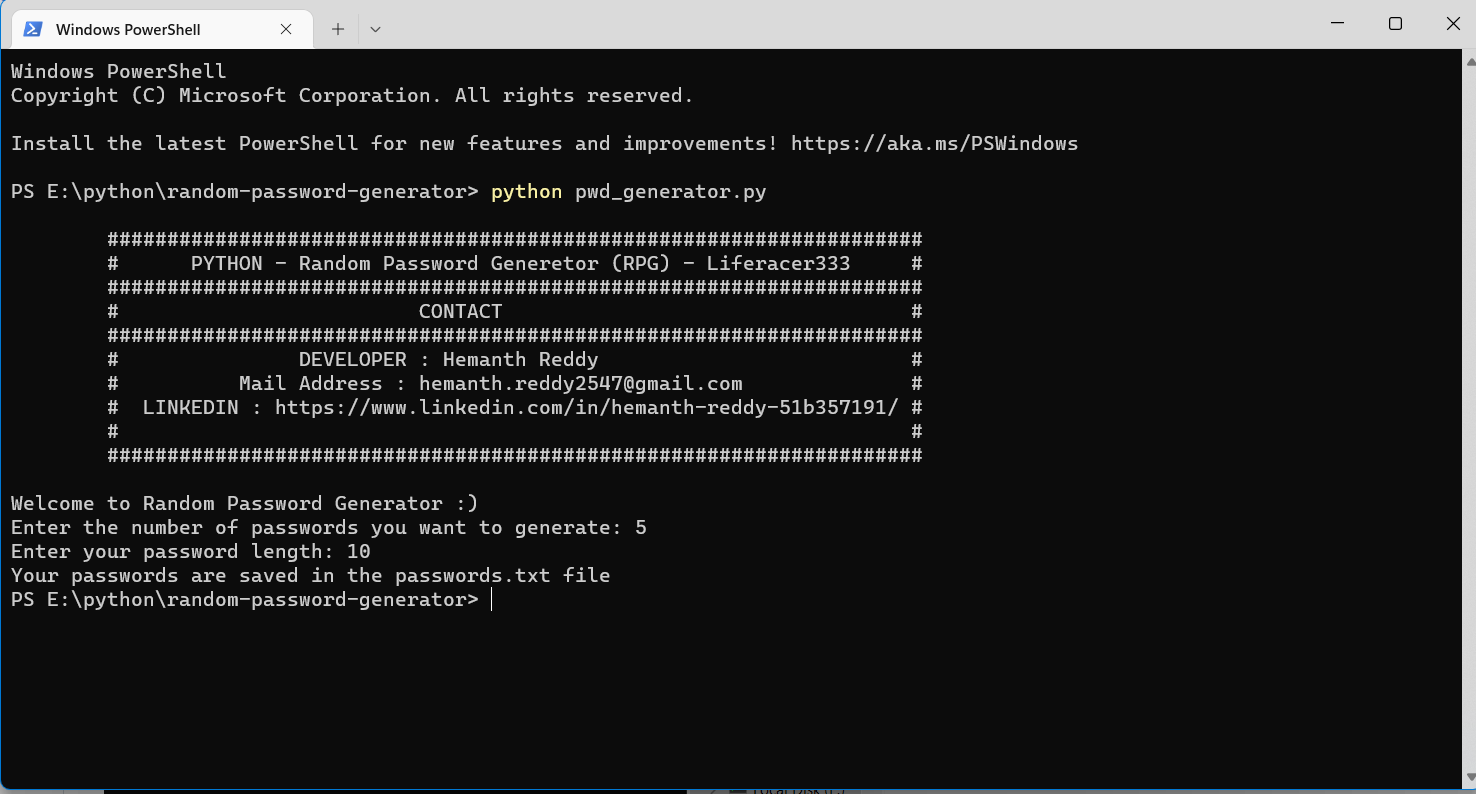 Windows PowerShell
Windows PowerShell
Copyright (C) Microsoft Corporation. All rights reserved.
Install the latest PowerShell for new features and improvements! https://aka.ms/PSWindows
PS E:\python\random-password-generator> python pwd_generator.py
####################################################################
# PYTHON - Random Password Generetor (RPG) - Liferacer333 #
####################################################################
# CONTACT #
####################################################################
# DEVELOPER : Hemanth Reddy #
# Mail Address : hemanth.reddy2547@gmail.com #
# LINKEDIN : https://www.linkedin.com/in/hemanth-reddy-51b357191/ #
# #
####################################################################
Welcome to Random Password Generator :)
Enter the number of passwords you want to generate: 5
Enter your password length: 10
Your passwords are saved in the passwords.txt file
PS E:\python\random-password-generator>